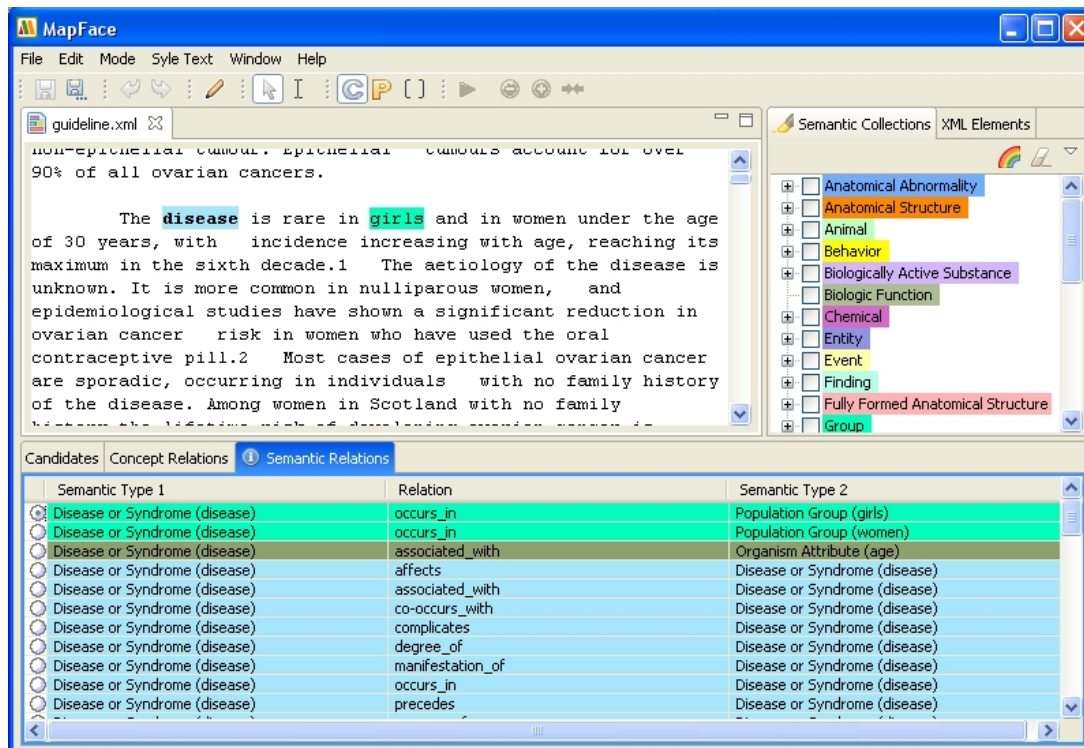 MapFace
File Edit Mode Syle Text Window Help
guideline.xml
non-epithelial tumour. Epithelial tumours account for over
90% of all ovarian cancers.
The disease is rare in girls and in women under the age
of 30 years, with incidence increasing with age, reaching its
maximum in the sixth decade.1 The aetiology of the disease is
unknown. It is more common in nulliparous women, and
epidemiological studies have shown a significant reduction in
ovarian cancer risk in women who have used the oral
contraceptive pill.2 Most cases of epithelial ovarian cancer
are sporadic, occurring in individuals with no family history
of the disease. Among women in Scotland with no family
Semantic Collections XML Elements
Anatomical Abnormality
Anatomical Structure
Animal
Behavior
Biologically Active Substance
Biologic Function
Chemical
Entity
Event
Finding
Fully Formed Anatomical Structure
Group
Candidates Concept Relations Semantic Relations
Semantic Type 1 Relation Semantic Type 2
Disease or Syndrome (disease) occurs_in Population Group (girls)
Disease or Syndrome (disease) occurs_in Population Group (women)
Disease or Syndrome (disease) associated_with Organism Attribute (age)
Disease or Syndrome (disease) affects Disease or Syndrome (disease)
Disease or Syndrome (disease) associated_with Disease or Syndrome (disease)
Disease or Syndrome (disease) co-occurs_with Disease or Syndrome (disease)
Disease or Syndrome (disease) complicates Disease or Syndrome (disease)
Disease or Syndrome (disease) degree_of Disease or Syndrome (disease)
Disease or Syndrome (disease) manifestation_of Disease or Syndrome (disease)
Disease or Syndrome (disease) occurs_in Disease or Syndrome (disease)
Disease or Syndrome (disease) precedes Disease or Syndrome (disease)